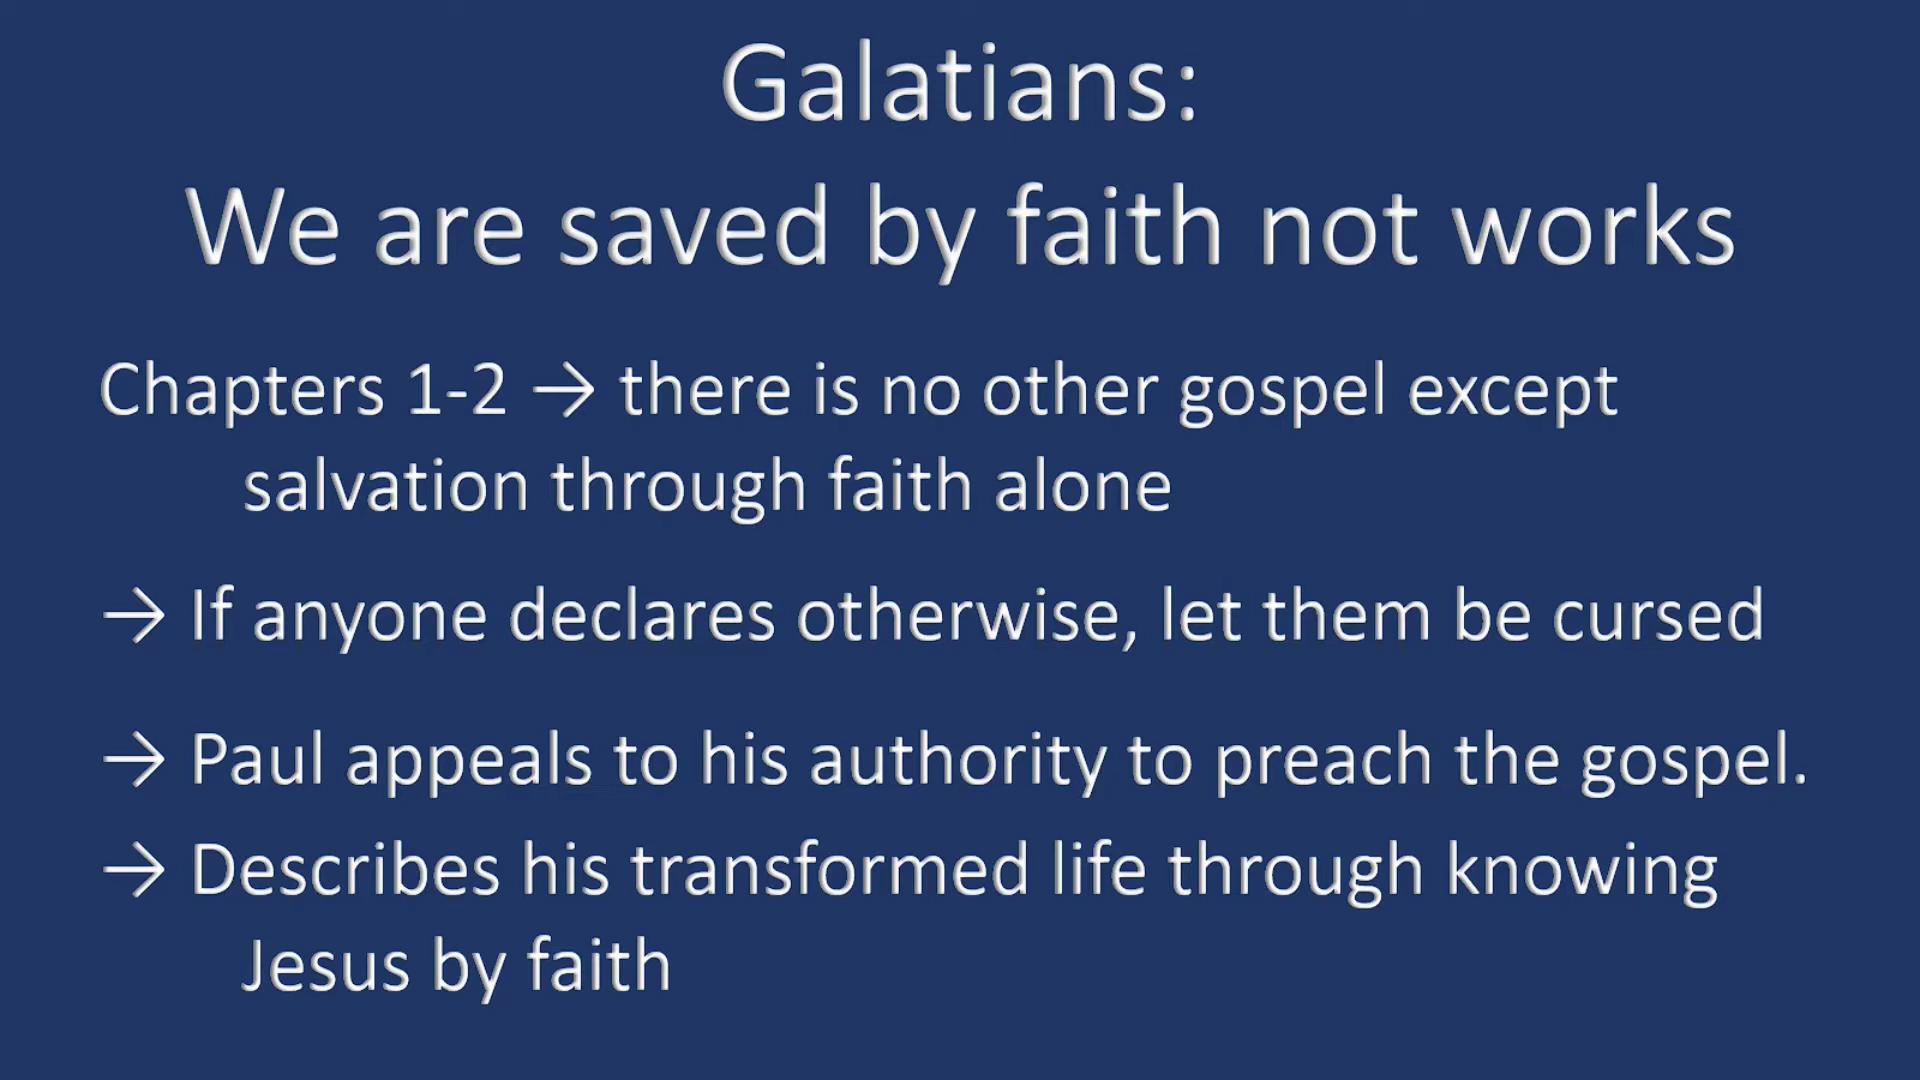 Galatians:
We are saved by faith not works
Chapters 1-2 → there is no other gospel except
salvation through faith alone
→ If anyone declares otherwise, let them be cursed
→ Paul appeals to his authority to preach the gospel.
→ Describes his transformed life through knowing
Jesus by faith